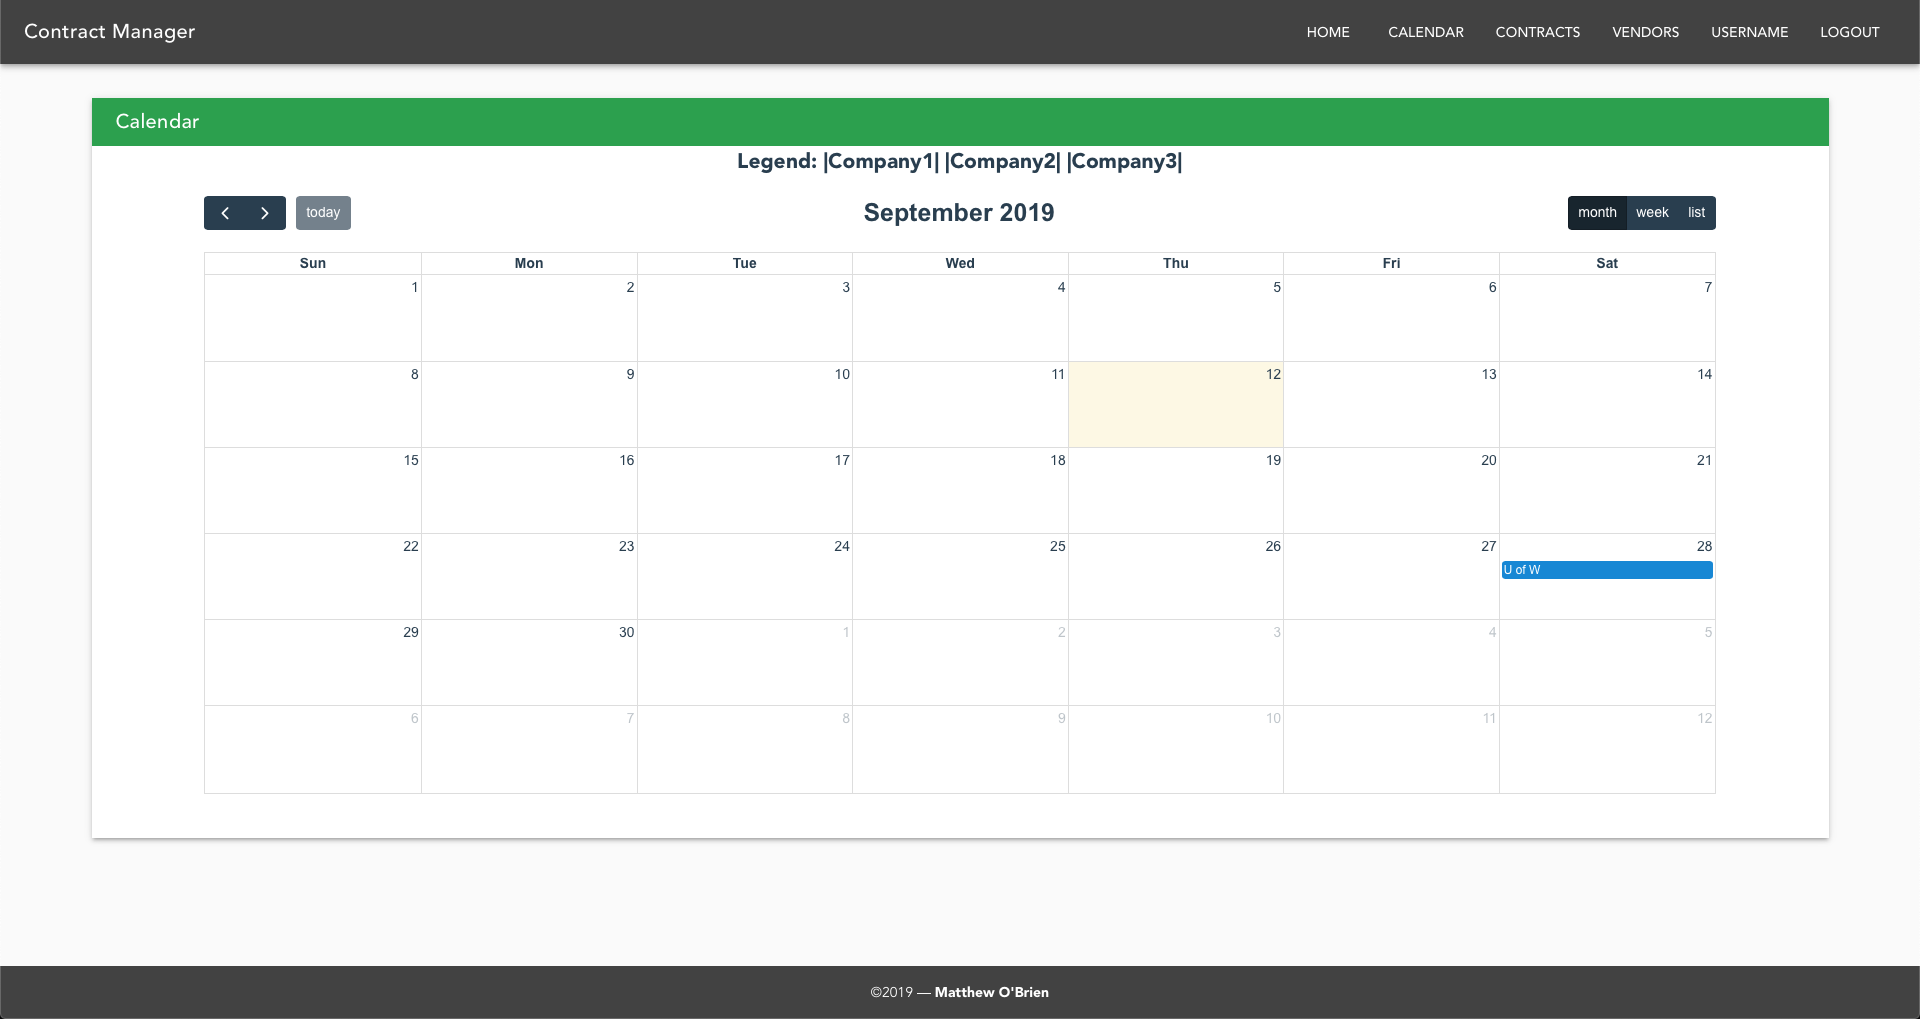 Contract Manager HOME CALENDAR CONTRACTS VENDORS USERNAME LOGOUT
Calendar
Legend: |Company1| |Company2| |Company3|
today September 2019 month week list
Sun Mon Tue Wed Thu Fri Sat
1 2 3 4 5 6 7
8 9 10 11 12 13 14
15 16 17 18 19 20 21
22 23 24 25 26 27 28
U of W
29 30 1 2 3 4 5
6 7 8 9 10 11 12
©2019 — Matthew O'Brien